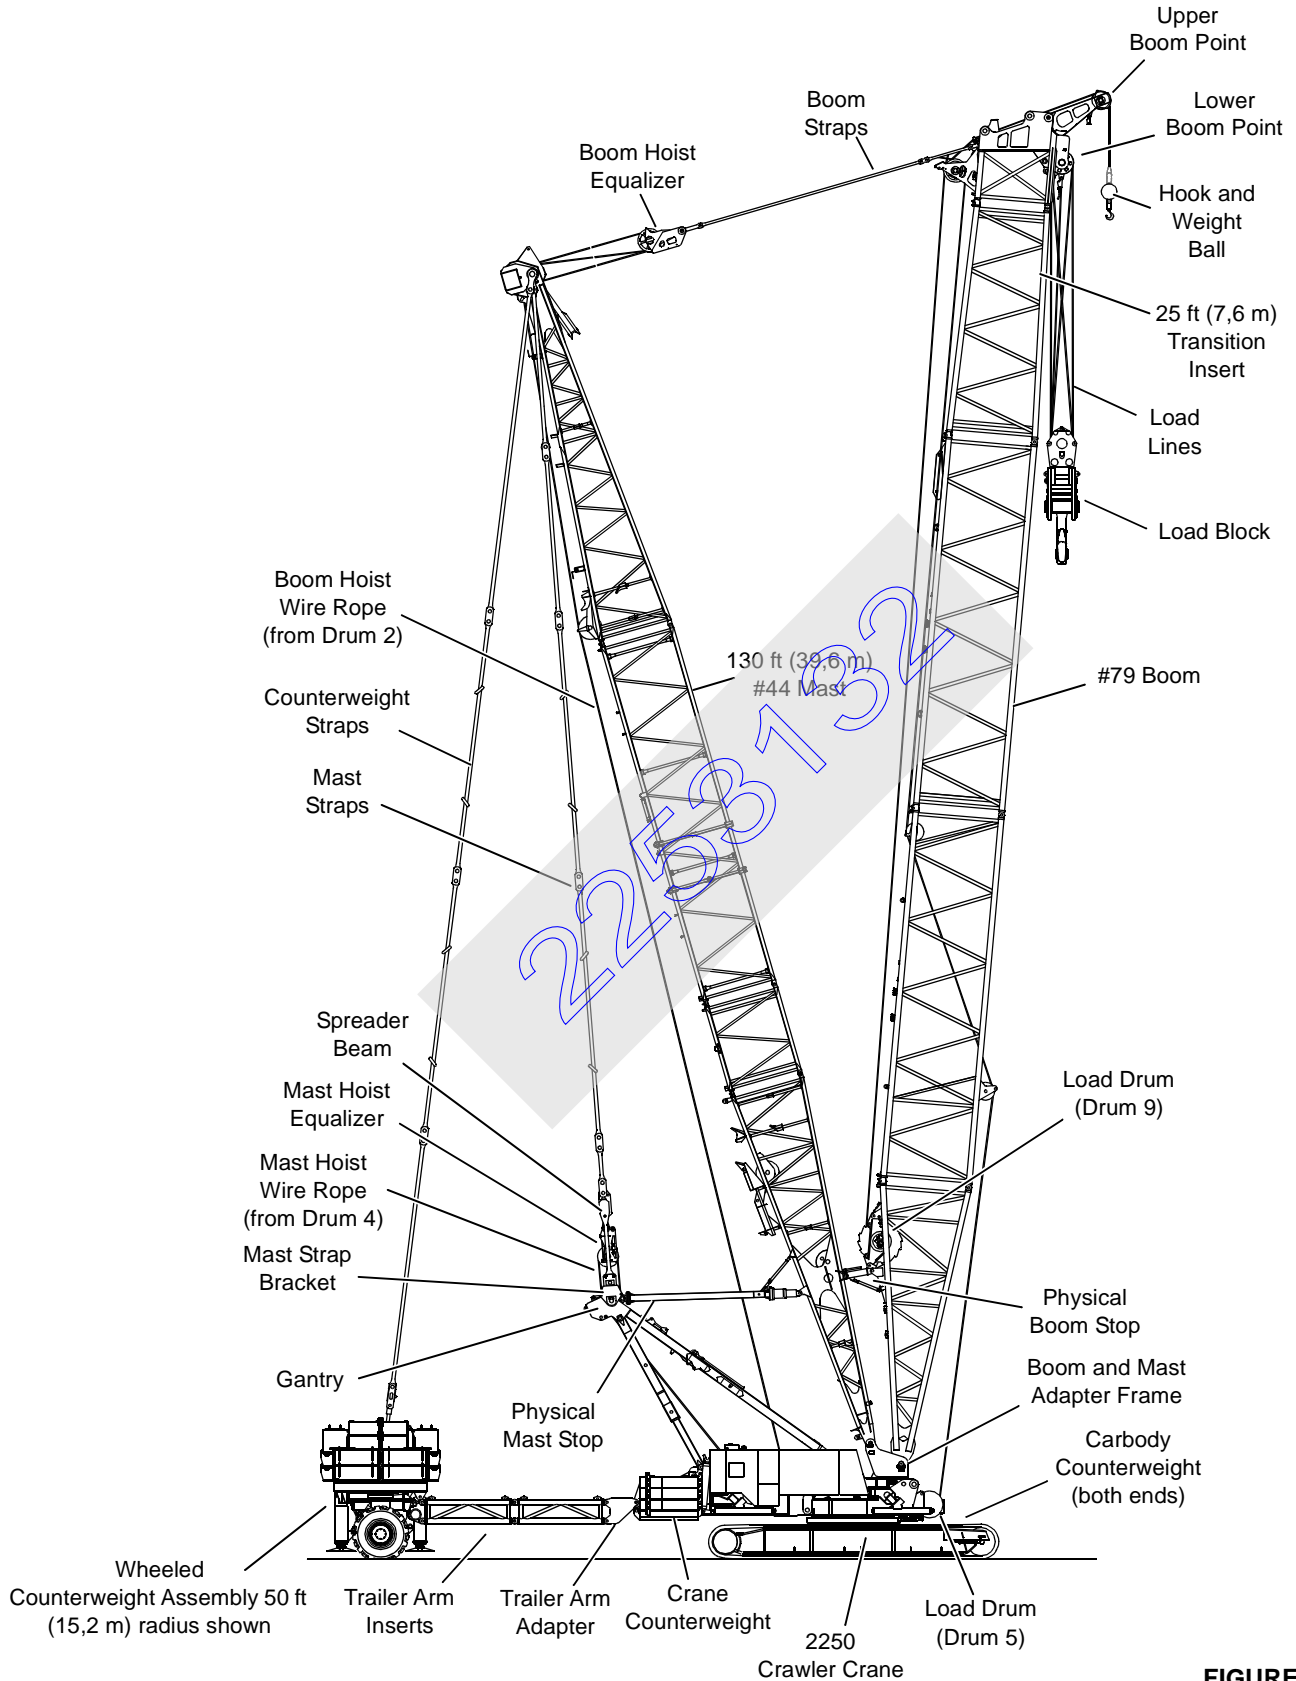 Upper
Boom Point
Boom
Straps
Lower
Boom Point
Boom Hoist
Equalizer
Hook and
Weight
Ball
25 ft (7,6 m)
Transition
Insert
Load
Lines
Load Block
Boom Hoist
Wire Rope
(from Drum 2)
130 ft (39,6 m)
#44 Mast
#79 Boom
Counterweight
Straps
Mast
Straps
2253132
Spreader
Beam
Mast Hoist
Equalizer
Load Drum
(Drum 9)
Mast Hoist
Wire Rope
(from Drum 4)
Mast Strap
Bracket
Physical
Boom Stop
Gantry
Boom and Mast
Adapter Frame
Physical
Mast Stop
Carbody
Counterweight
(both ends)
Wheeled
Counterweight Assembly 50 ft
(15,2 m) radius shown
Trailer Arm
Inserts
Trailer Arm
Adapter
Crane
Counterweight
2250
Crawler Crane
Load Drum
(Drum 5)
FIGURE